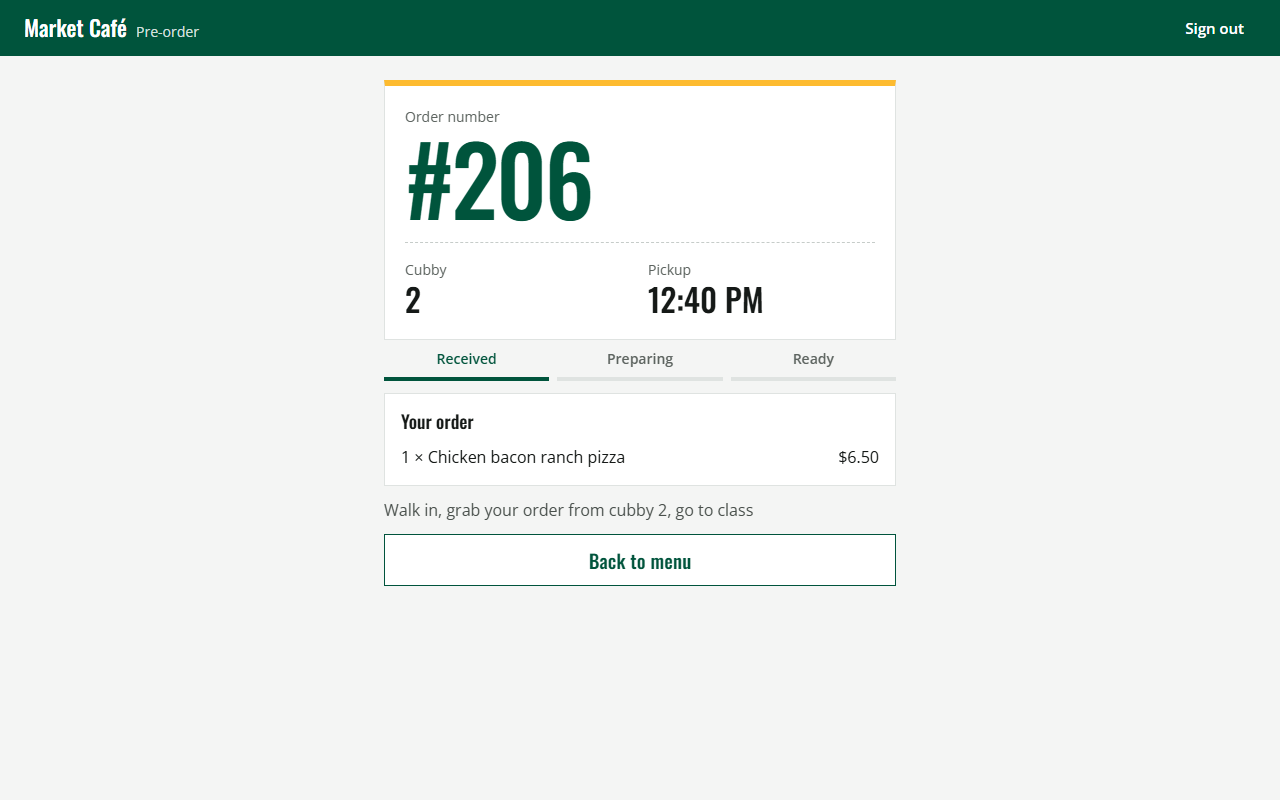 Market Café Pre-order Sign out
Order number
#206
Cubby Pickup
2 12:40 PM
Received Preparing Ready
Your order
1 × Chicken bacon ranch pizza $6.50
Walk in, grab your order from cubby 2, go to class
Back to menu